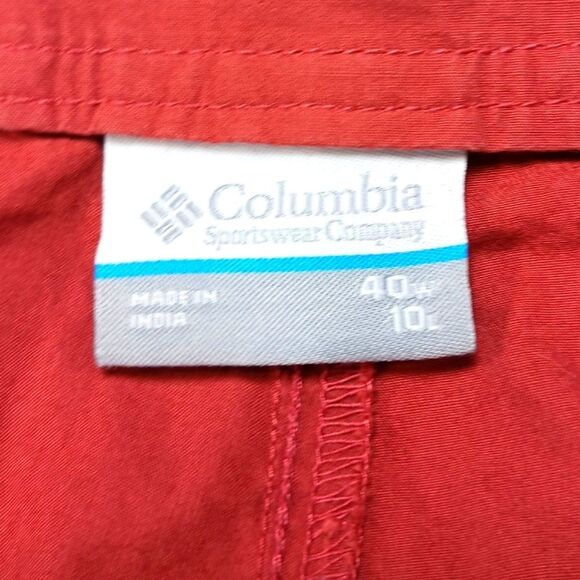 Columbia
Sportswear Company
MADE IN
INDIA
40W
10L